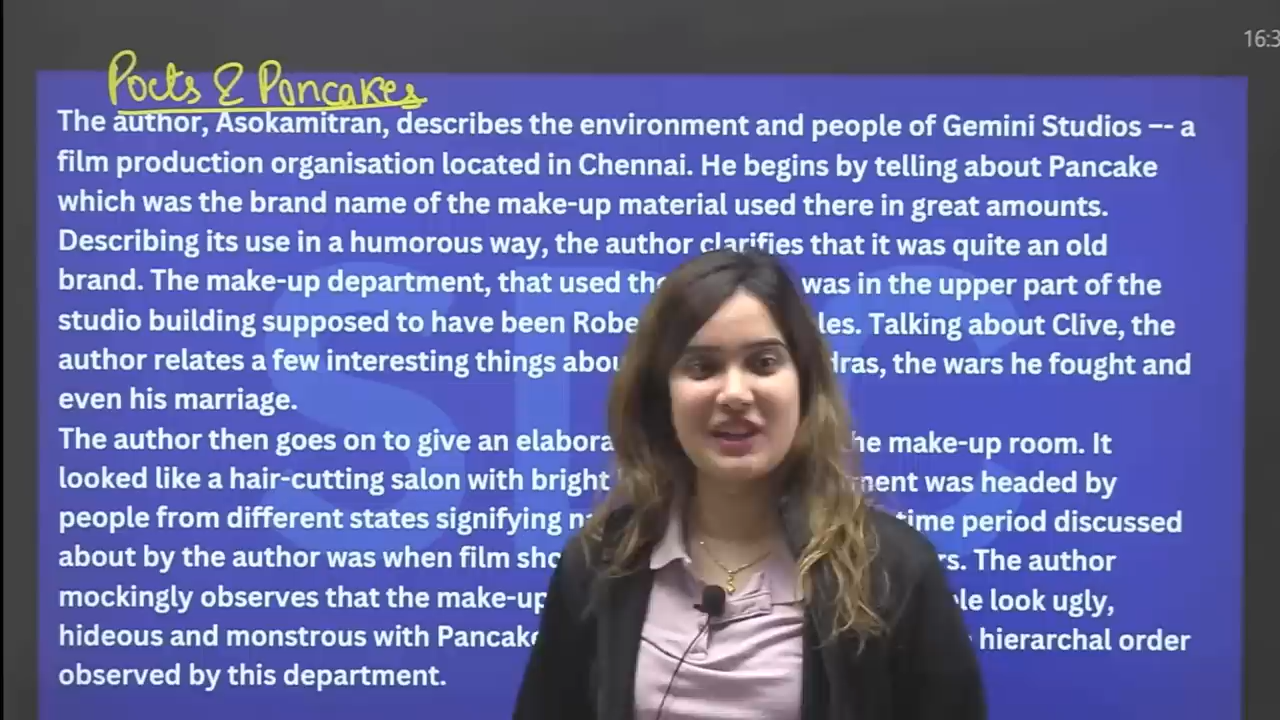 16:3
Poets & Pancakes
The author, Asokamitran, describes the environment and people of Gemini Studios –- a
film production organisation located in Chennai. He begins by telling about Pancake
which was the brand name of the make-up material used there in great amounts.
Describing its use in a humorous way, the author clarifies that it was quite an old
brand. The make-up department, that used the was in the upper part of the
studio building supposed to have been Robe les. Talking about Clive, the
author relates a few interesting things abou dras, the wars he fought and
even his marriage.
The author then goes on to give an elabora he make-up room. It
looked like a hair-cutting salon with bright ment was headed by
people from different states signifying na time period discussed
about by the author was when film sho rs. The author
mockingly observes that the make-up ple look ugly,
hideous and monstrous with Pancake hierarchal order
observed by this department.